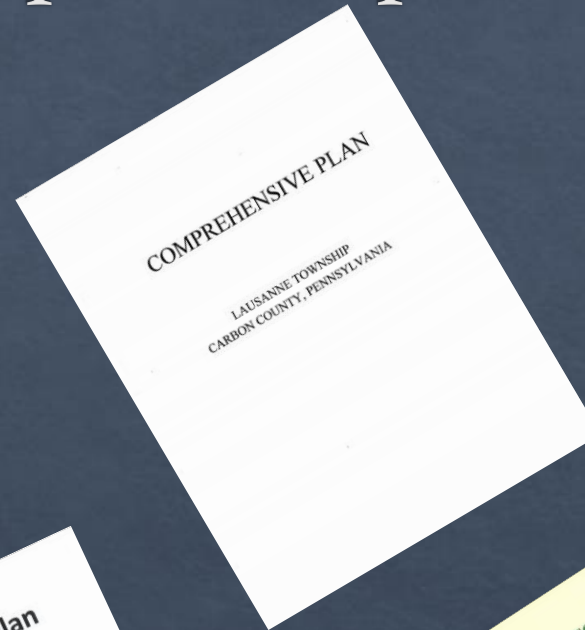 COMPREHENSIVE PLAN
LAUSANNE TOWNSHIP
CARBON COUNTY, PENNSYLVANIA
lan